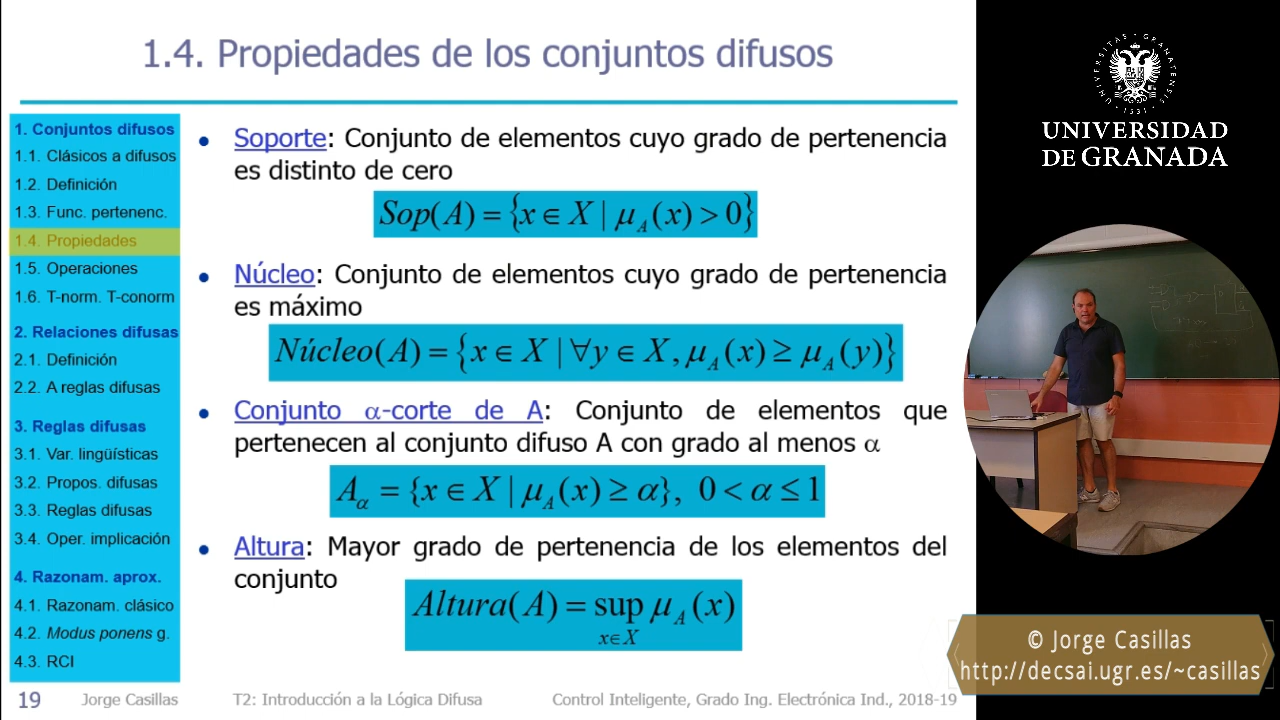 1.4. Propiedades de los conjuntos difusos
1. Conjuntos difusos
1.1. Clásicos a difusos
1.2. Definición
1.3. Func. pertenenc.
1.4. Propiedades
1.5. Operaciones
1.6. T-norm. T-conorm
2. Relaciones difusas
2.1. Definición
2.2. A reglas difusas
3. Reglas difusas
3.1. Var. lingüísticas
3.2. Propos. difusas
3.3. Reglas difusas
3.4. Oper. implicación
4. Razonam. aprox.
4.1. Razonam. clásico
4.2. Modus ponens g.
4.3. RCI
• Soporte: Conjunto de elementos cuyo grado de pertenencia
es distinto de cero
Sop(A) = {x ∈ X | μ_A(x) > 0}
• Núcleo: Conjunto de elementos cuyo grado de pertenencia
es máximo
Núcleo(A) = {x ∈ X | ∀y ∈ X, μ_A(x) ≥ μ_A(y)}
• Conjunto α-corte de A: Conjunto de elementos que
pertenecen al conjunto difuso A con grado al menos α
A_α = {x ∈ X | μ_A(x) ≥ α}, 0 < α ≤ 1
• Altura: Mayor grado de pertenencia de los elementos del
conjunto
Altura(A) = sup μ_A(x)
x∈X
19 Jorge Casillas T2: Introducción a la Lógica Difusa Control Inteligente, Grado Ing. Electrónica Ind., 2018-19
UNIVERSITAS · GRANATENSIS · 1531
UNIVERSIDAD
DE GRANADA
© Jorge Casillas
http://decsai.ugr.es/~casillas